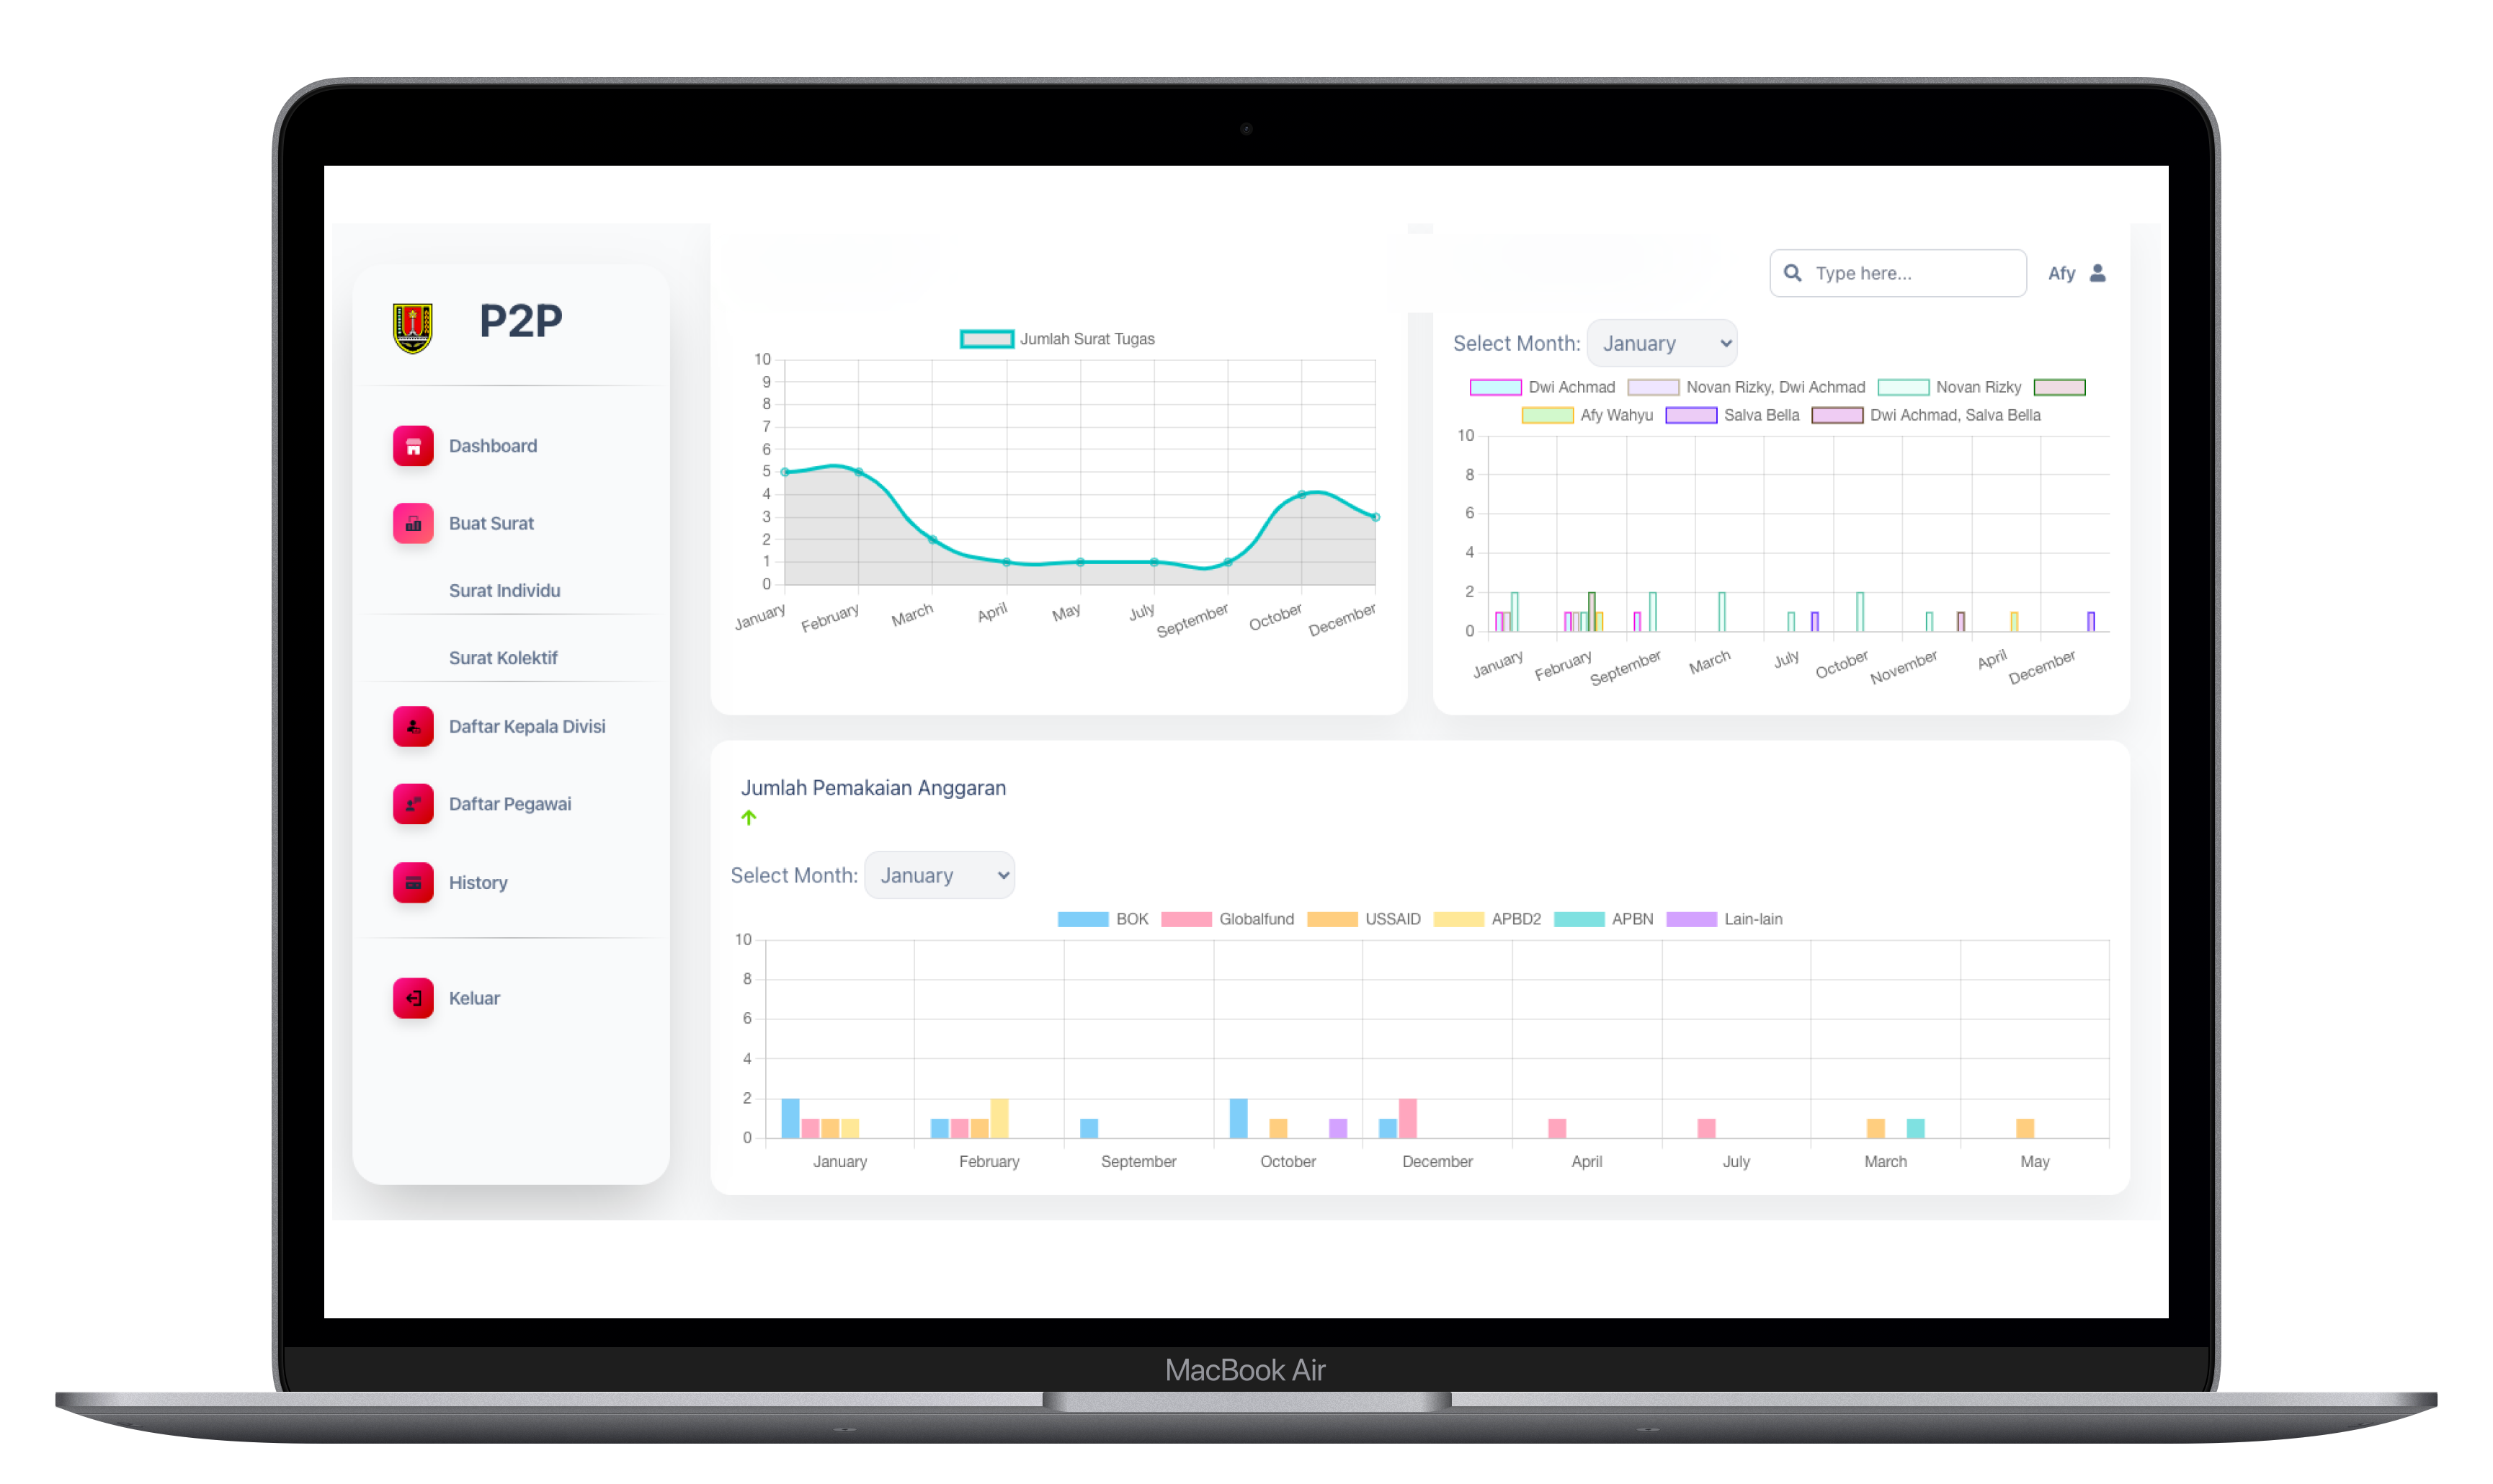 P2P
Dashboard
Buat Surat
Surat Individu
Surat Kolektif
Daftar Kepala Divisi
Daftar Pegawai
History
Keluar
Type here...
Afy
Jumlah Surat Tugas
10
9
8
7
6
5
4
3
2
1
0
January February March April May July September October December
Select Month: January
Dwi Achmad Novan Rizky, Dwi Achmad Novan Rizky
Afy Wahyu Salva Bella Dwi Achmad, Salva Bella
10
8
6
4
2
0
January February September March July October November April December
Jumlah Pemakaian Anggaran
Select Month: January
BOK Globalfund USSAID APBD2 APBN Lain-lain
10
8
6
4
2
0
January February September October December April July March May
MacBook Air